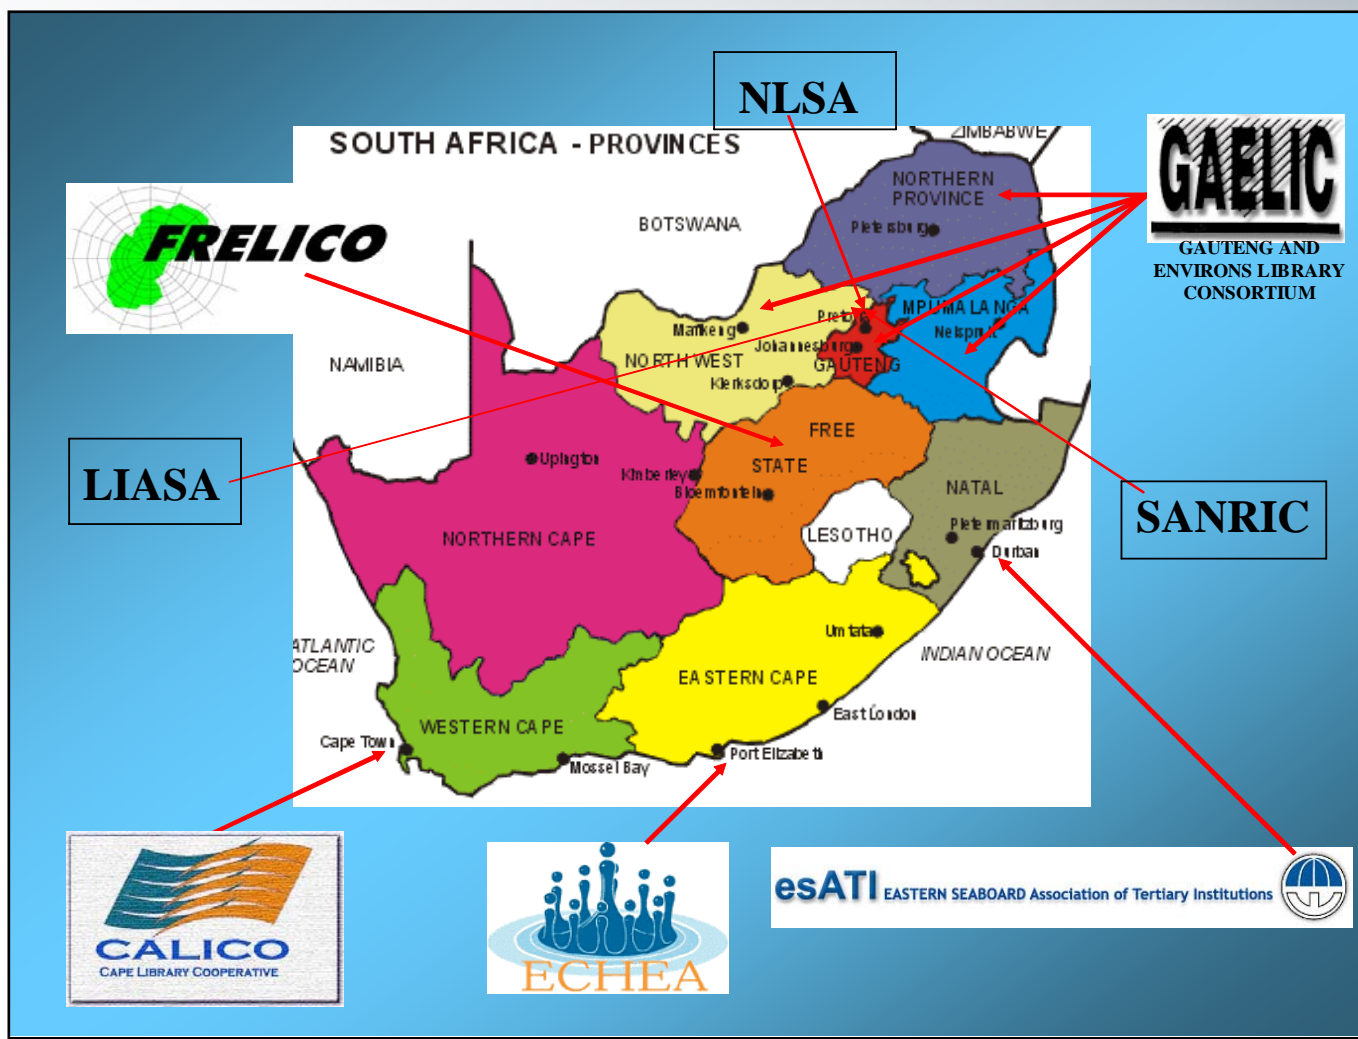 NLSA
SOUTH AFRICA - PROVINCES
ZIMBABWE
GAELIC
GAUTENG AND
ENVIRONS LIBRARY
CONSORTIUM
NORTHERN
PROVINCE
Pietersburg
BOTSWANA
FRELICO
MPUMALANGA
Nelspruit
Mafikeng
Johannesburg
NORTH WEST
GAUTENG
NAMIBIA
Klerksdorp
FREE
STATE
LIASA
Upington
Kimberley
Bloemfontein
NATAL
SANRIC
Pietermaritzburg
LESOTHO
NORTHERN CAPE
Durban
Umtata
ATLANTIC
OCEAN
INDIAN OCEAN
EASTERN CAPE
East London
WESTERN CAPE
Cape Town
Port Elizabeth
Mossel Bay
CALICO
CAPE LIBRARY COOPERATIVE
ECHEA
esATI EASTERN SEABOARD Association of Tertiary Institutions